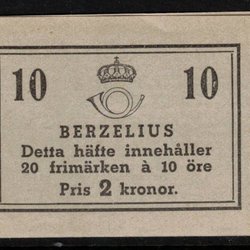 10 10
BERZELIUS
Detta häfte innehåller
20 frimärken à 10 öre
Pris 2 kronor.